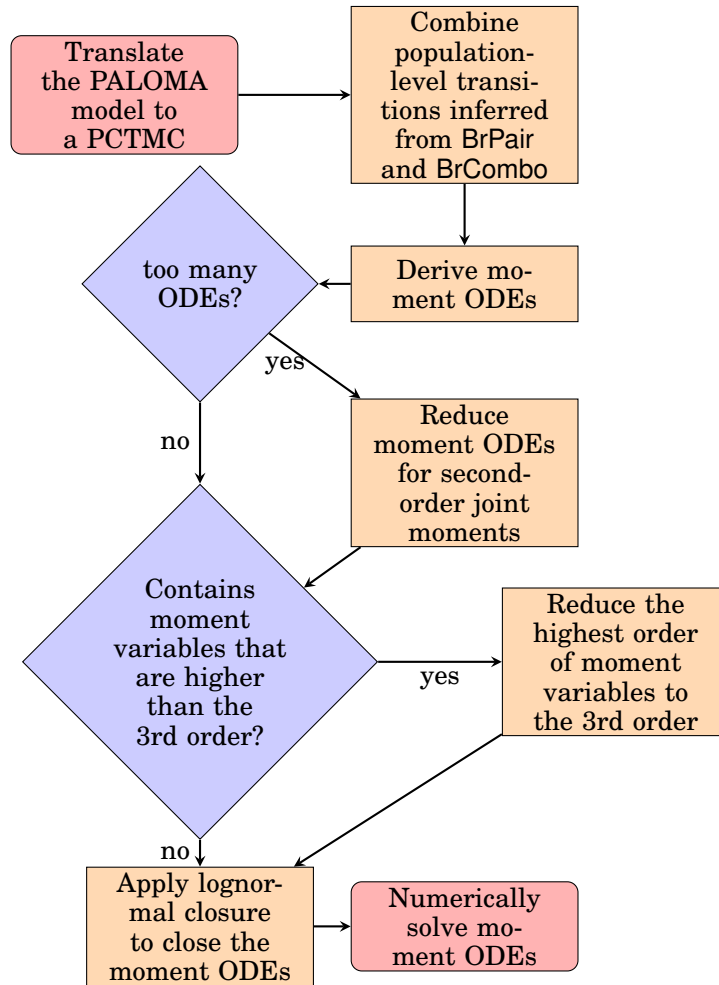 Translate
the PALOMA
model to
a PCTMC
Combine
population-
level transi-
tions inferred
from BrPair
and BrCombo
Derive mo-
ment ODEs
too many
ODEs?
yes
no
Reduce
moment ODEs
for second-
order joint
moments
Contains
moment
variables that
are higher
than the
3rd order?
yes
Reduce the
highest order
of moment
variables to
the 3rd order
no
Apply lognor-
mal closure
to close the
moment ODEs
Numerically
solve mo-
ment ODEs